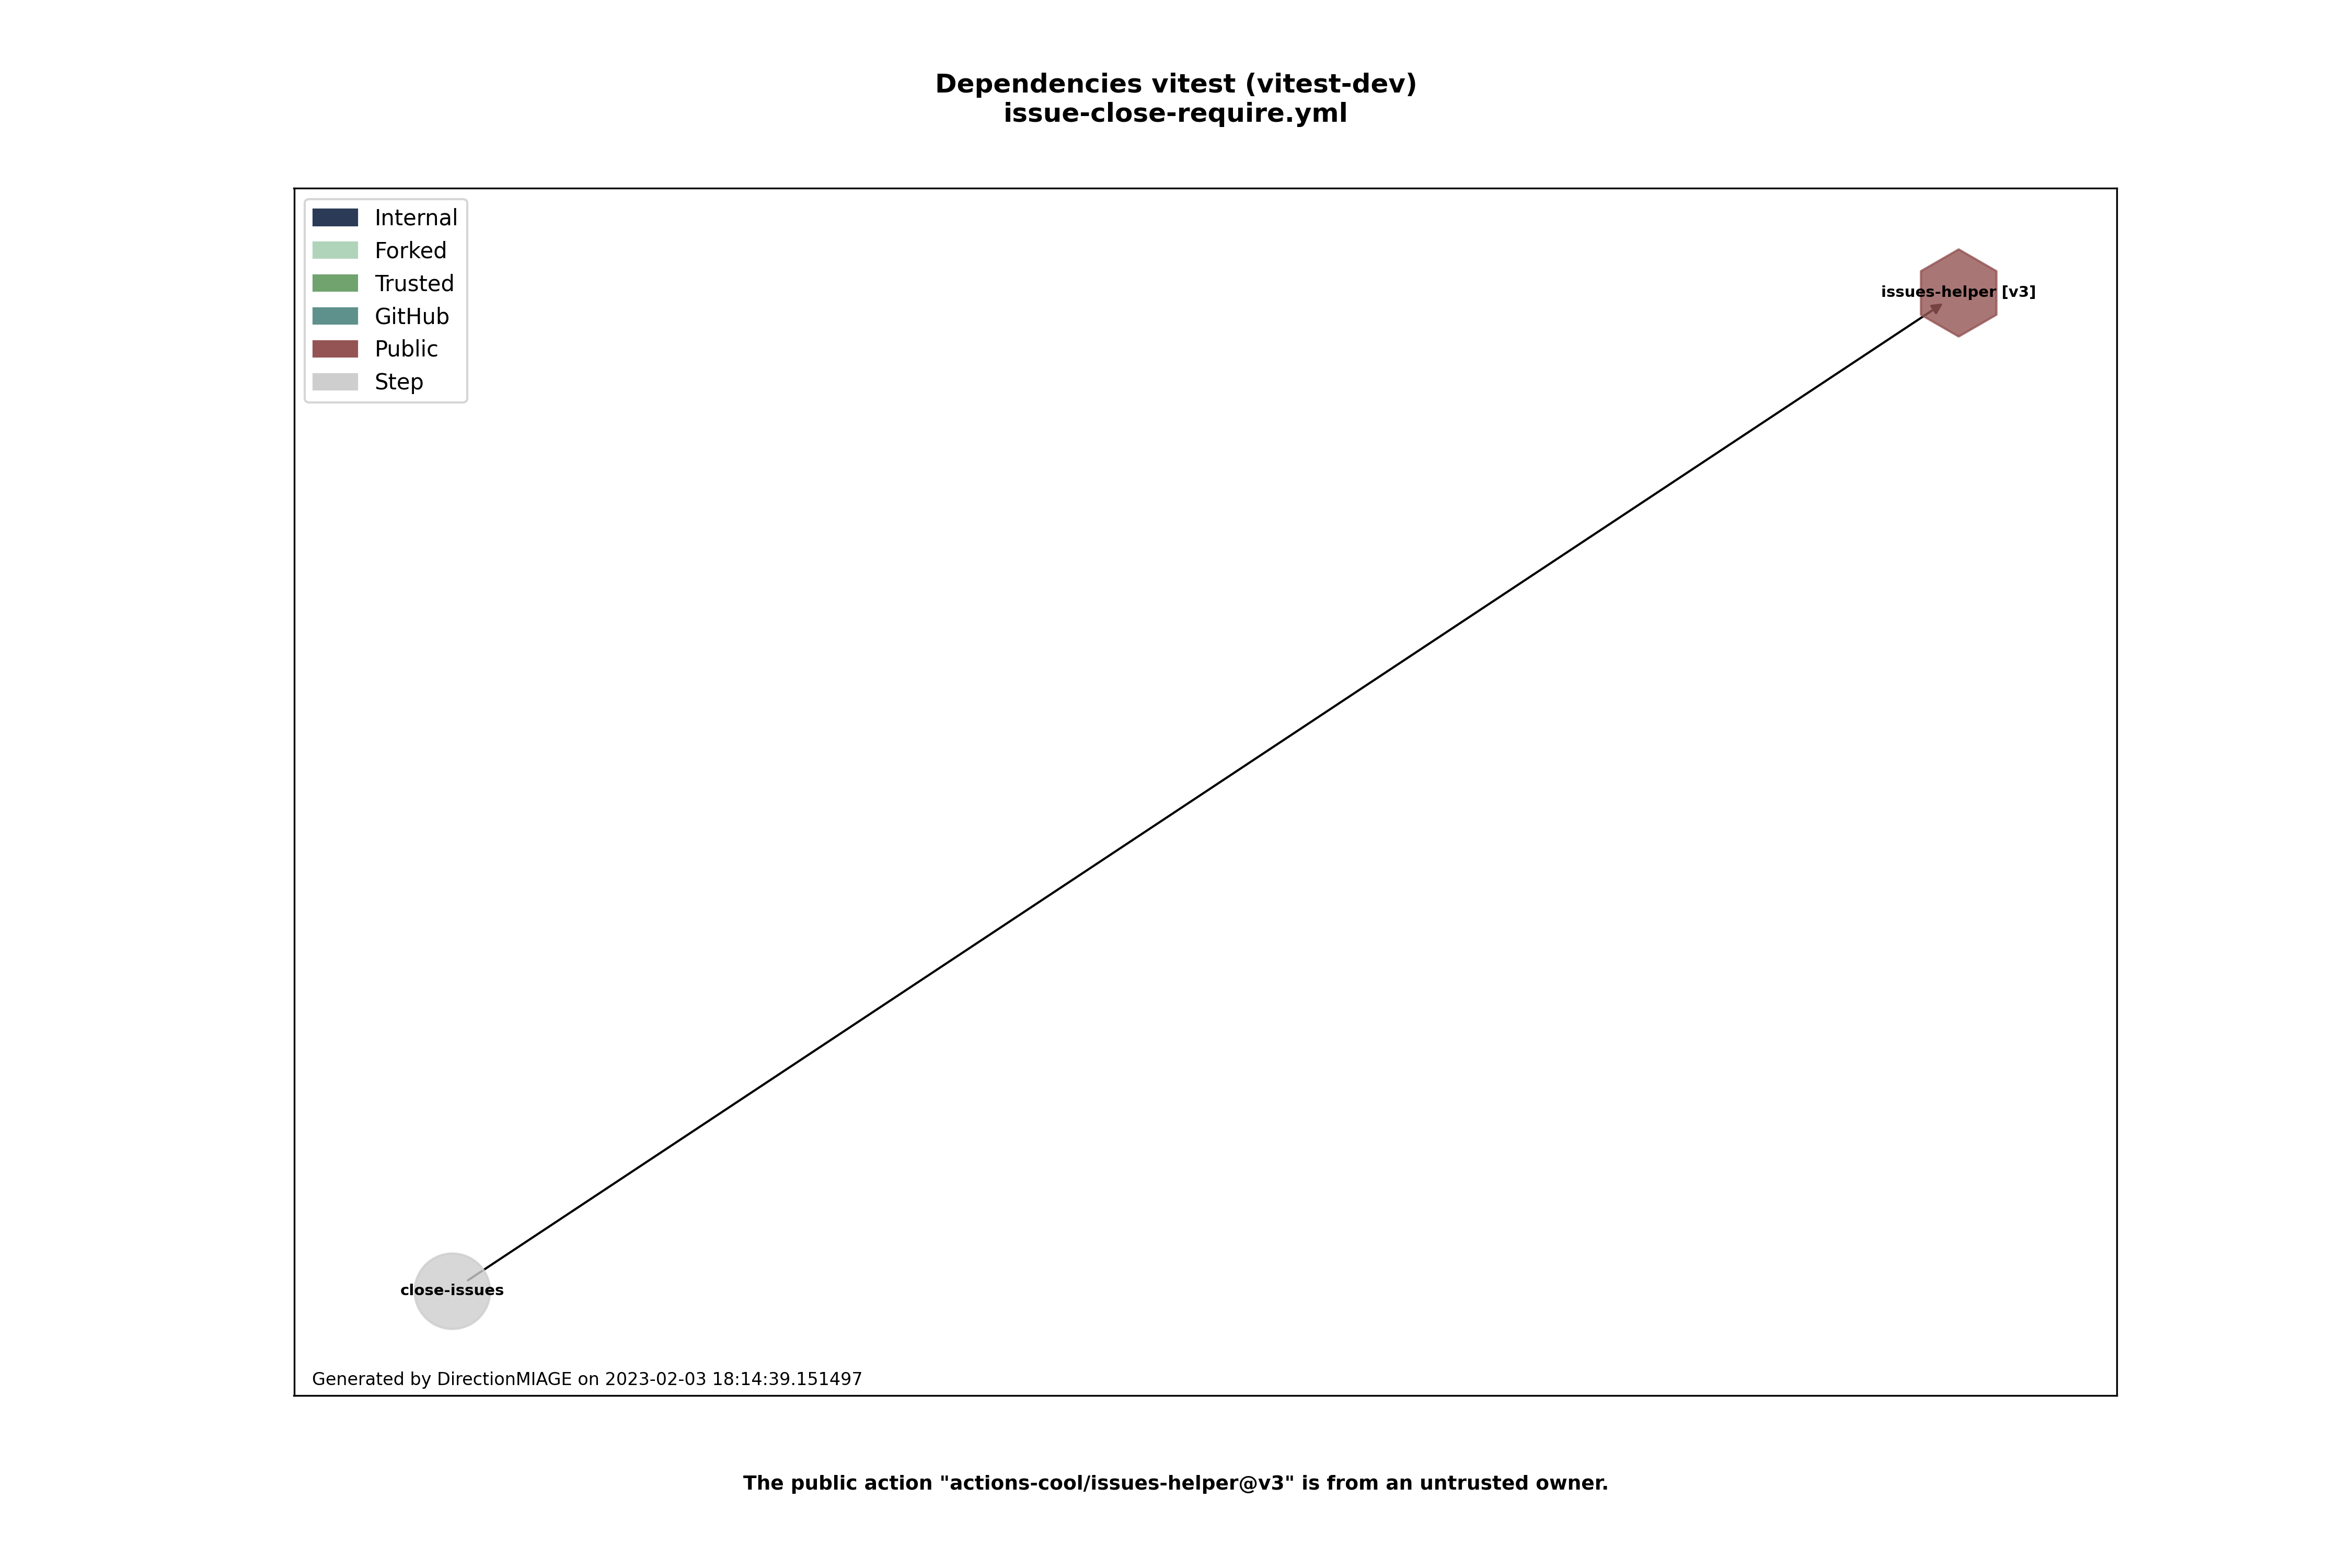 Dependencies vitest (vitest-dev)
issue-close-require.yml
Internal
Forked
Trusted
GitHub
Public
Step
issues-helper [v3]
close-issues
Generated by DirectionMIAGE on 2023-02-03 18:14:39.151497
The public action "actions-cool/issues-helper@v3" is from an untrusted owner.